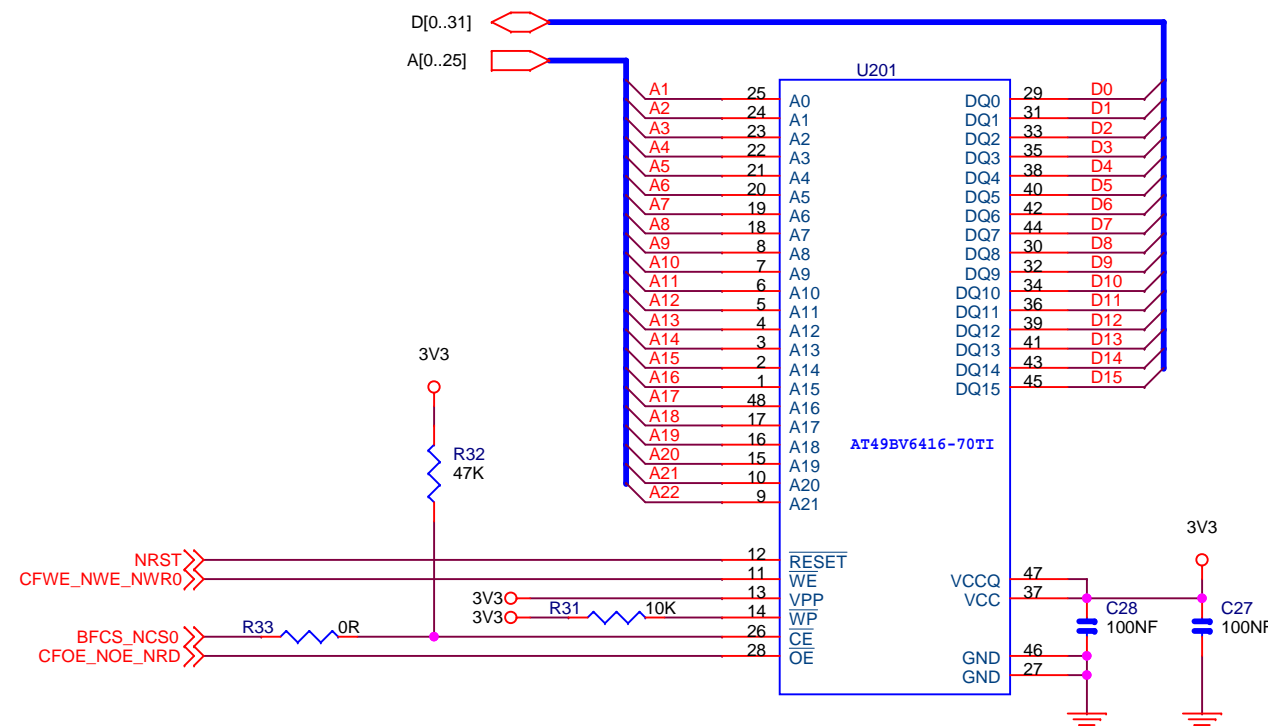 D[0..31]
A[0..25]
U201
A1 25 A0 DQ0 29 D0
A2 24 A1 DQ1 31 D1
A3 23 A2 DQ2 33 D2
A4 22 A3 DQ3 35 D3
A5 21 A4 DQ4 38 D4
A6 20 A5 DQ5 40 D5
A7 19 A6 DQ6 42 D6
A8 18 A7 DQ7 44 D7
A9 8 A8 DQ8 30 D8
A10 7 A9 DQ9 32 D9
A11 6 A10 DQ10 34 D10
A12 5 A11 DQ11 36 D11
A13 4 A12 DQ12 39 D12
A14 3 A13 DQ13 41 D13
A15 2 A14 DQ14 43 D14
A16 1 A15 DQ15 45 D15
A17 48 A16
A18 17 A17
A19 16 A18
A20 15 A19
A21 10 A20
A22 9 A21
AT49BV6416-70TI
3V3
R32
47K
3V3
NRST 12 RESET
CFWE_NWE_NWR0 11 WE VCCQ 47
3V3 13 VPP VCC 37
3V3 R31 10K 14 WP
C28
100NF
C27
100NF
BFCS_NCS0 R33 0R 26 CE
CFOE_NOE_NRD 28 OE GND 46
GND 27